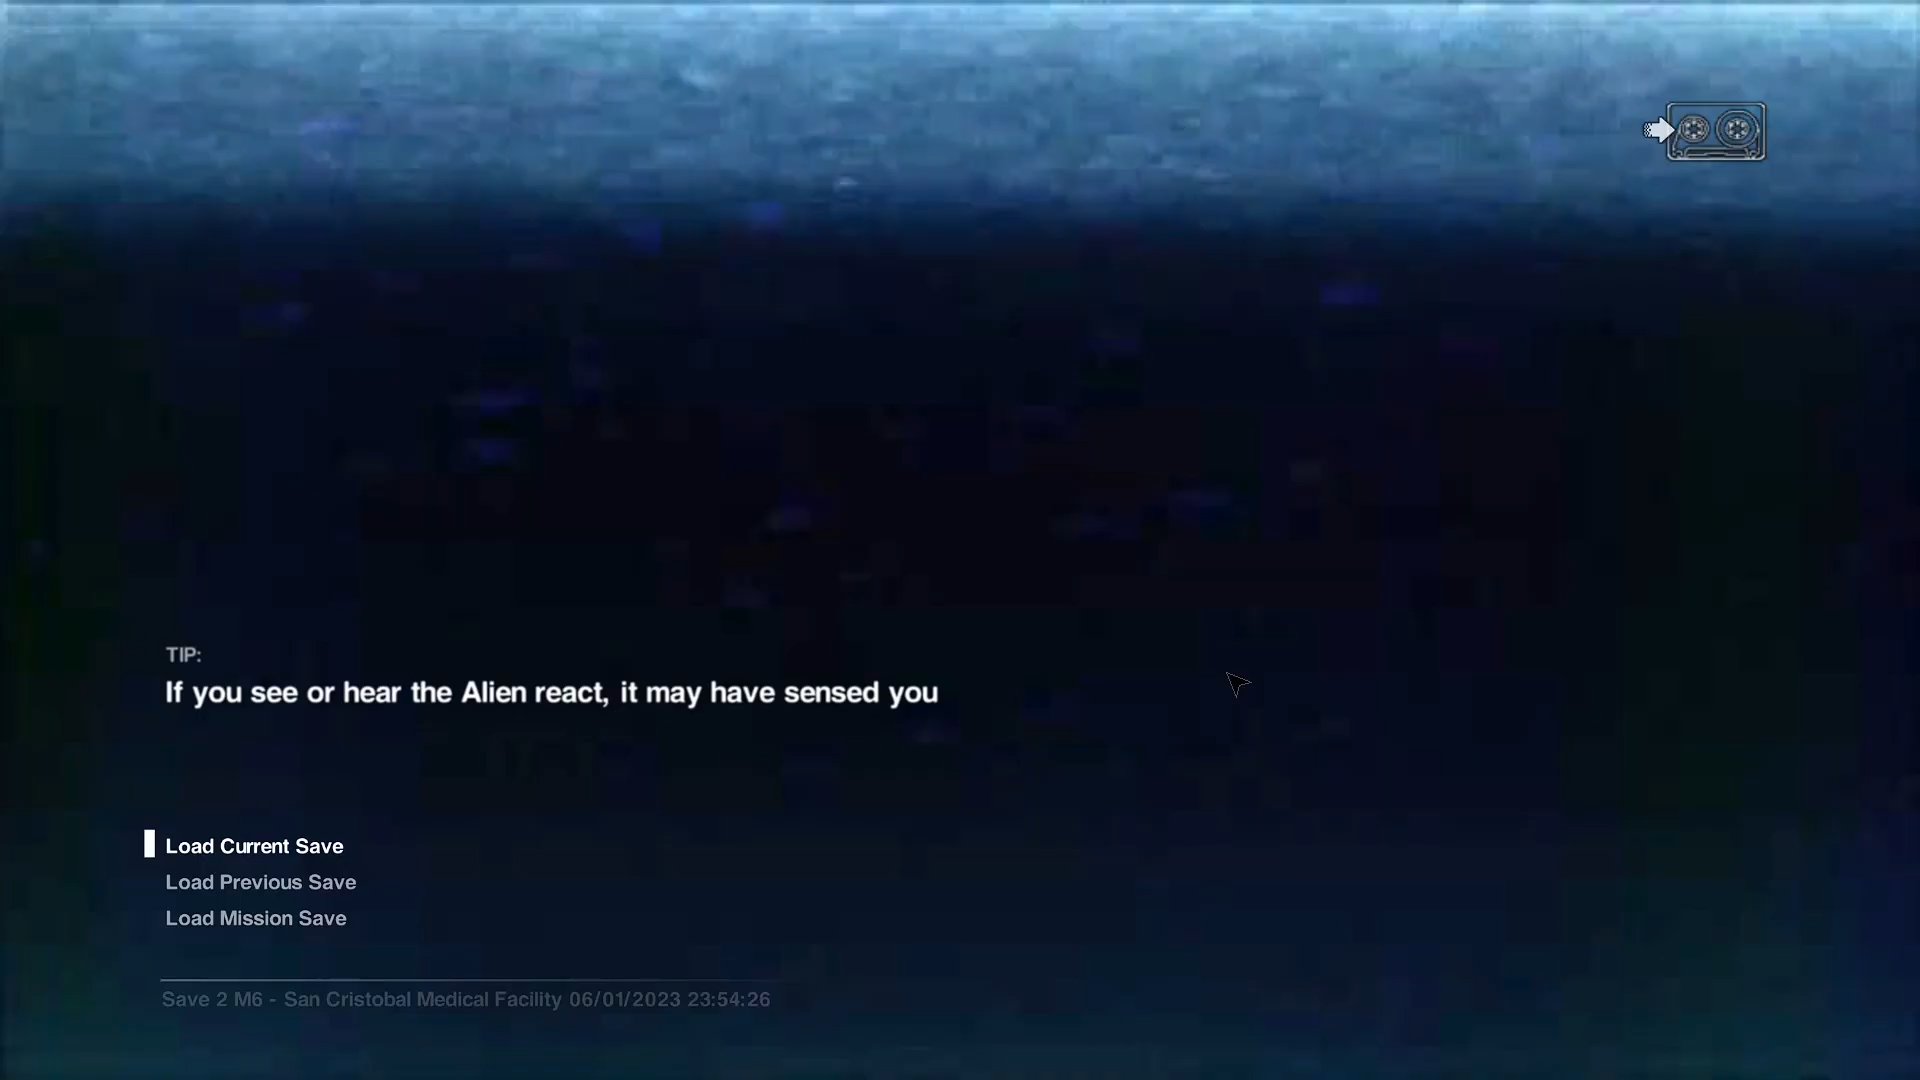 TIP:
If you see or hear the Alien react, it may have sensed you
Load Current Save
Load Previous Save
Load Mission Save
Save 2 M6 - San Cristobal Medical Facility 06/01/2023 23:54:26